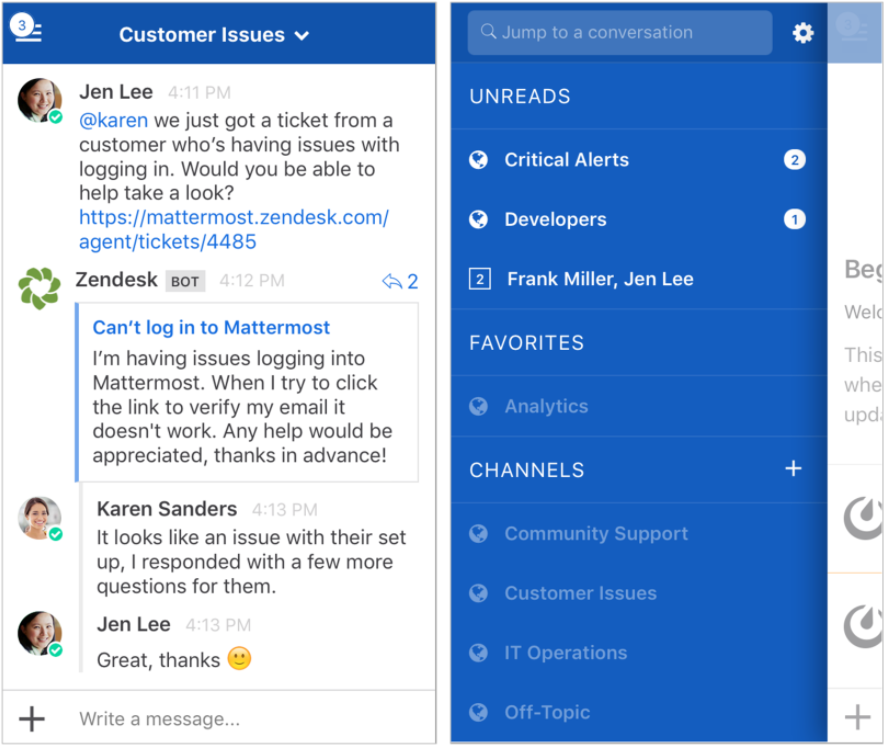 3
Customer Issues
Jen Lee 4:11 PM
@karen we just got a ticket from a
customer who’s having issues with
logging in. Would you be able to
help take a look?
https://mattermost.zendesk.com/
agent/tickets/4485
Zendesk BOT 4:12 PM 2
Can’t log in to Mattermost
I’m having issues logging into
Mattermost. When I try to click
the link to verify my email it
doesn't work. Any help would be
appreciated, thanks in advance!
Karen Sanders 4:13 PM
It looks like an issue with their set
up, I responded with a few more
questions for them.
Jen Lee 4:13 PM
Great, thanks 🙂
Write a message...
Jump to a conversation
UNREADS
Critical Alerts 2
Developers 1
2 Frank Miller, Jen Lee
FAVORITES
Analytics
CHANNELS +
Community Support
Customer Issues
IT Operations
Off-Topic
This